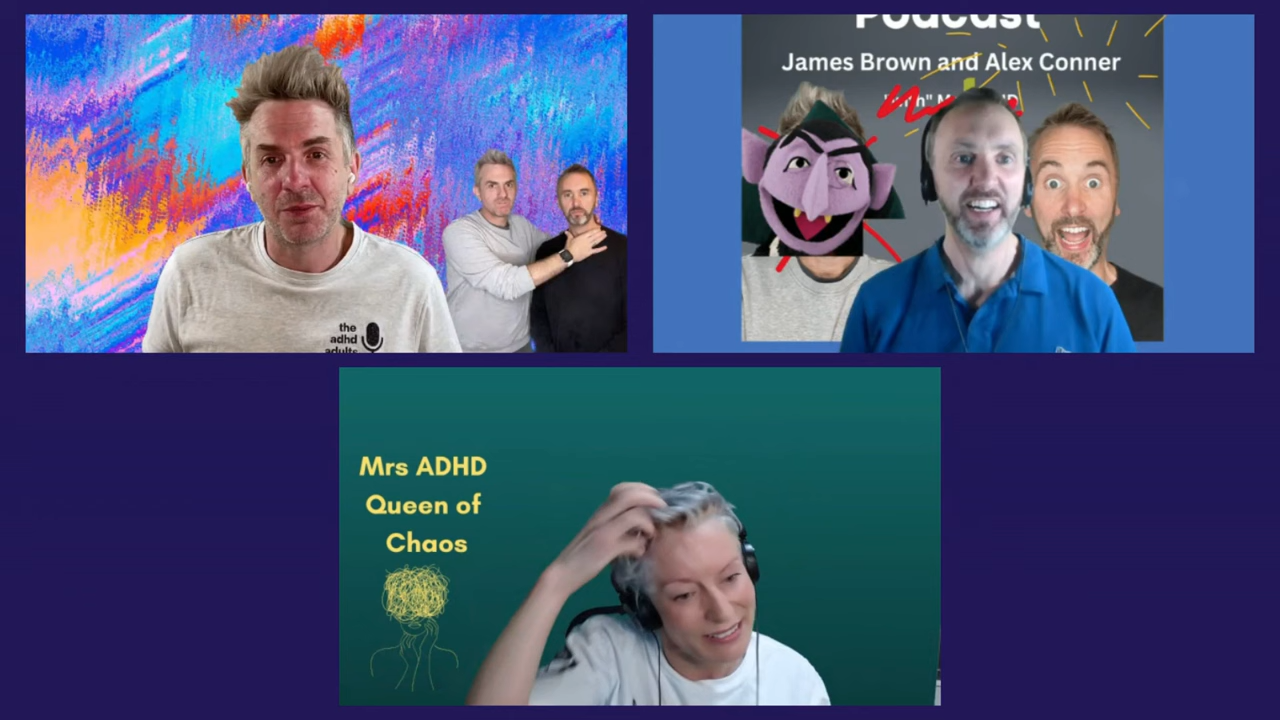 the
adhd
adults
Podcast
James Brown and Alex Conner
Mrs ADHD
Queen of
Chaos